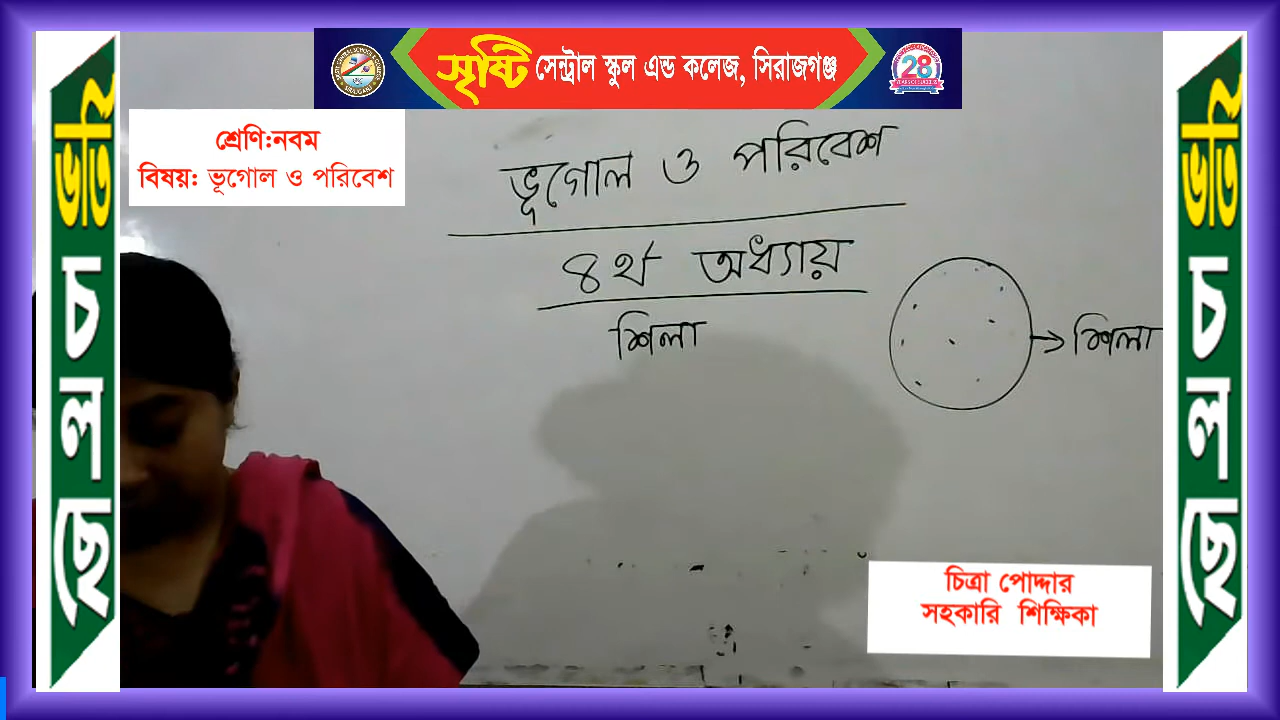 সৃষ্টি সেন্ট্রাল স্কুল এন্ড কলেজ, সিরাজগঞ্জ
28
শ্রেণি:নবম
বিষয়: ভূগোল ও পরিবেশ
ভূগোল ও পরিবেশ
৪র্থ অধ্যায়
শিলা
শিলা
ভর্তি চলছে
ভর্তি চলছে
চিত্রা পোদ্দার
সহকারি শিক্ষিকা